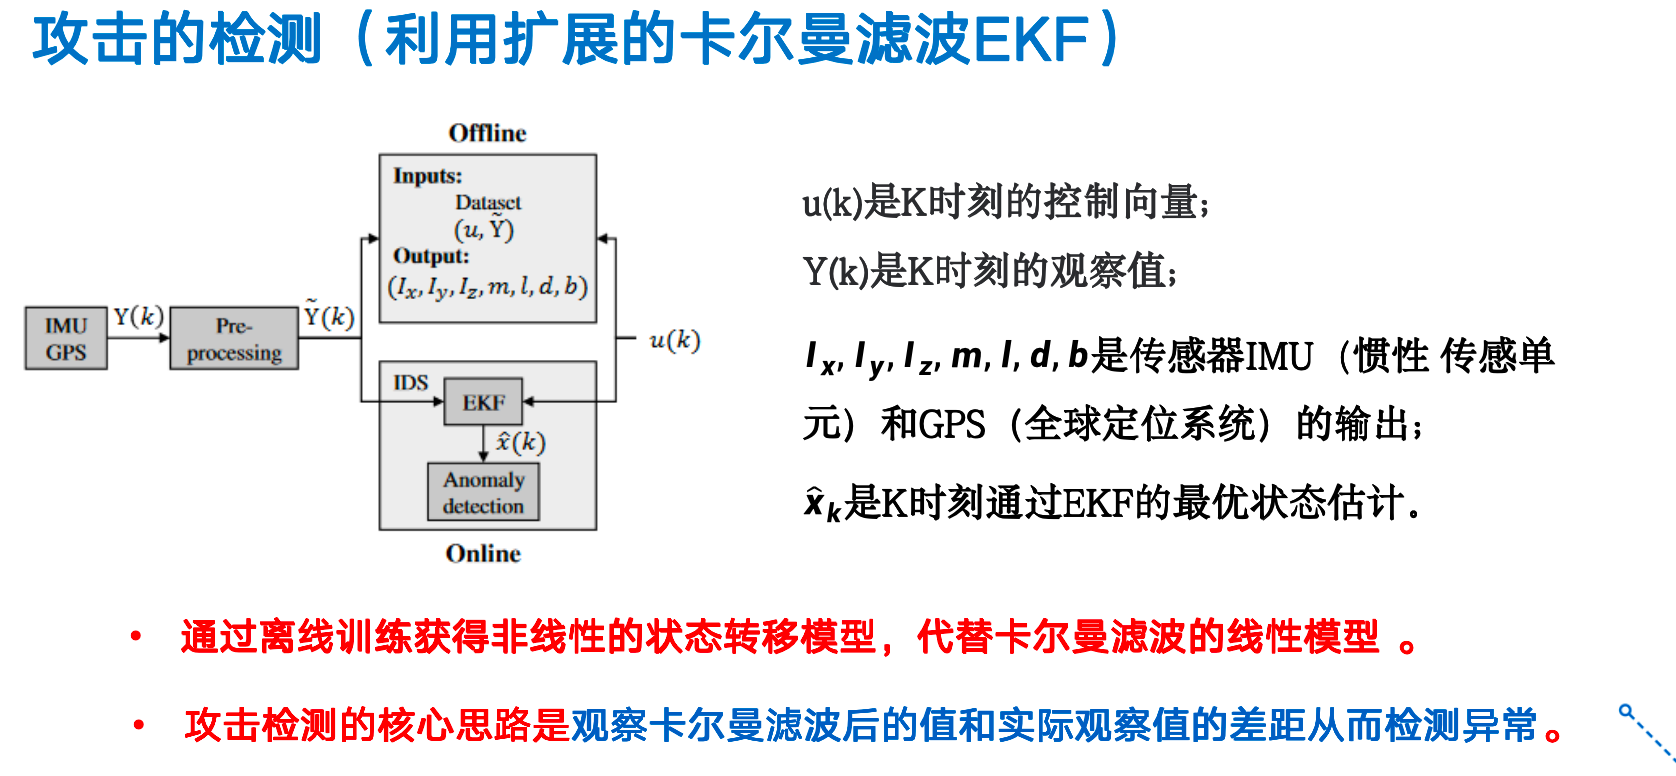 攻击的检测（利用扩展的卡尔曼滤波EKF）
Offline
Inputs:
Dataset
(u, Ỹ)
Output:
(Iₓ, I_y, I_z, m, l, d, b)
IMU
GPS
Y(k)
Pre-
processing
Ỹ(k)
u(k)
IDS
EKF
x̂(k)
Anomaly
detection
Online
u(k)是K时刻的控制向量；
Y(k)是K时刻的观察值；
I_x, I_y, I_z, m, l, d, b是传感器IMU（惯性 传感单
元）和GPS（全球定位系统）的输出；
x̂_k是K时刻通过EKF的最优状态估计.
• 通过离线训练获得非线性的状态转移模型，代替卡尔曼滤波的线性模型 。
• 攻击检测的核心思路是观察卡尔曼滤波后的值和实际观察值的差距从而检测异常。